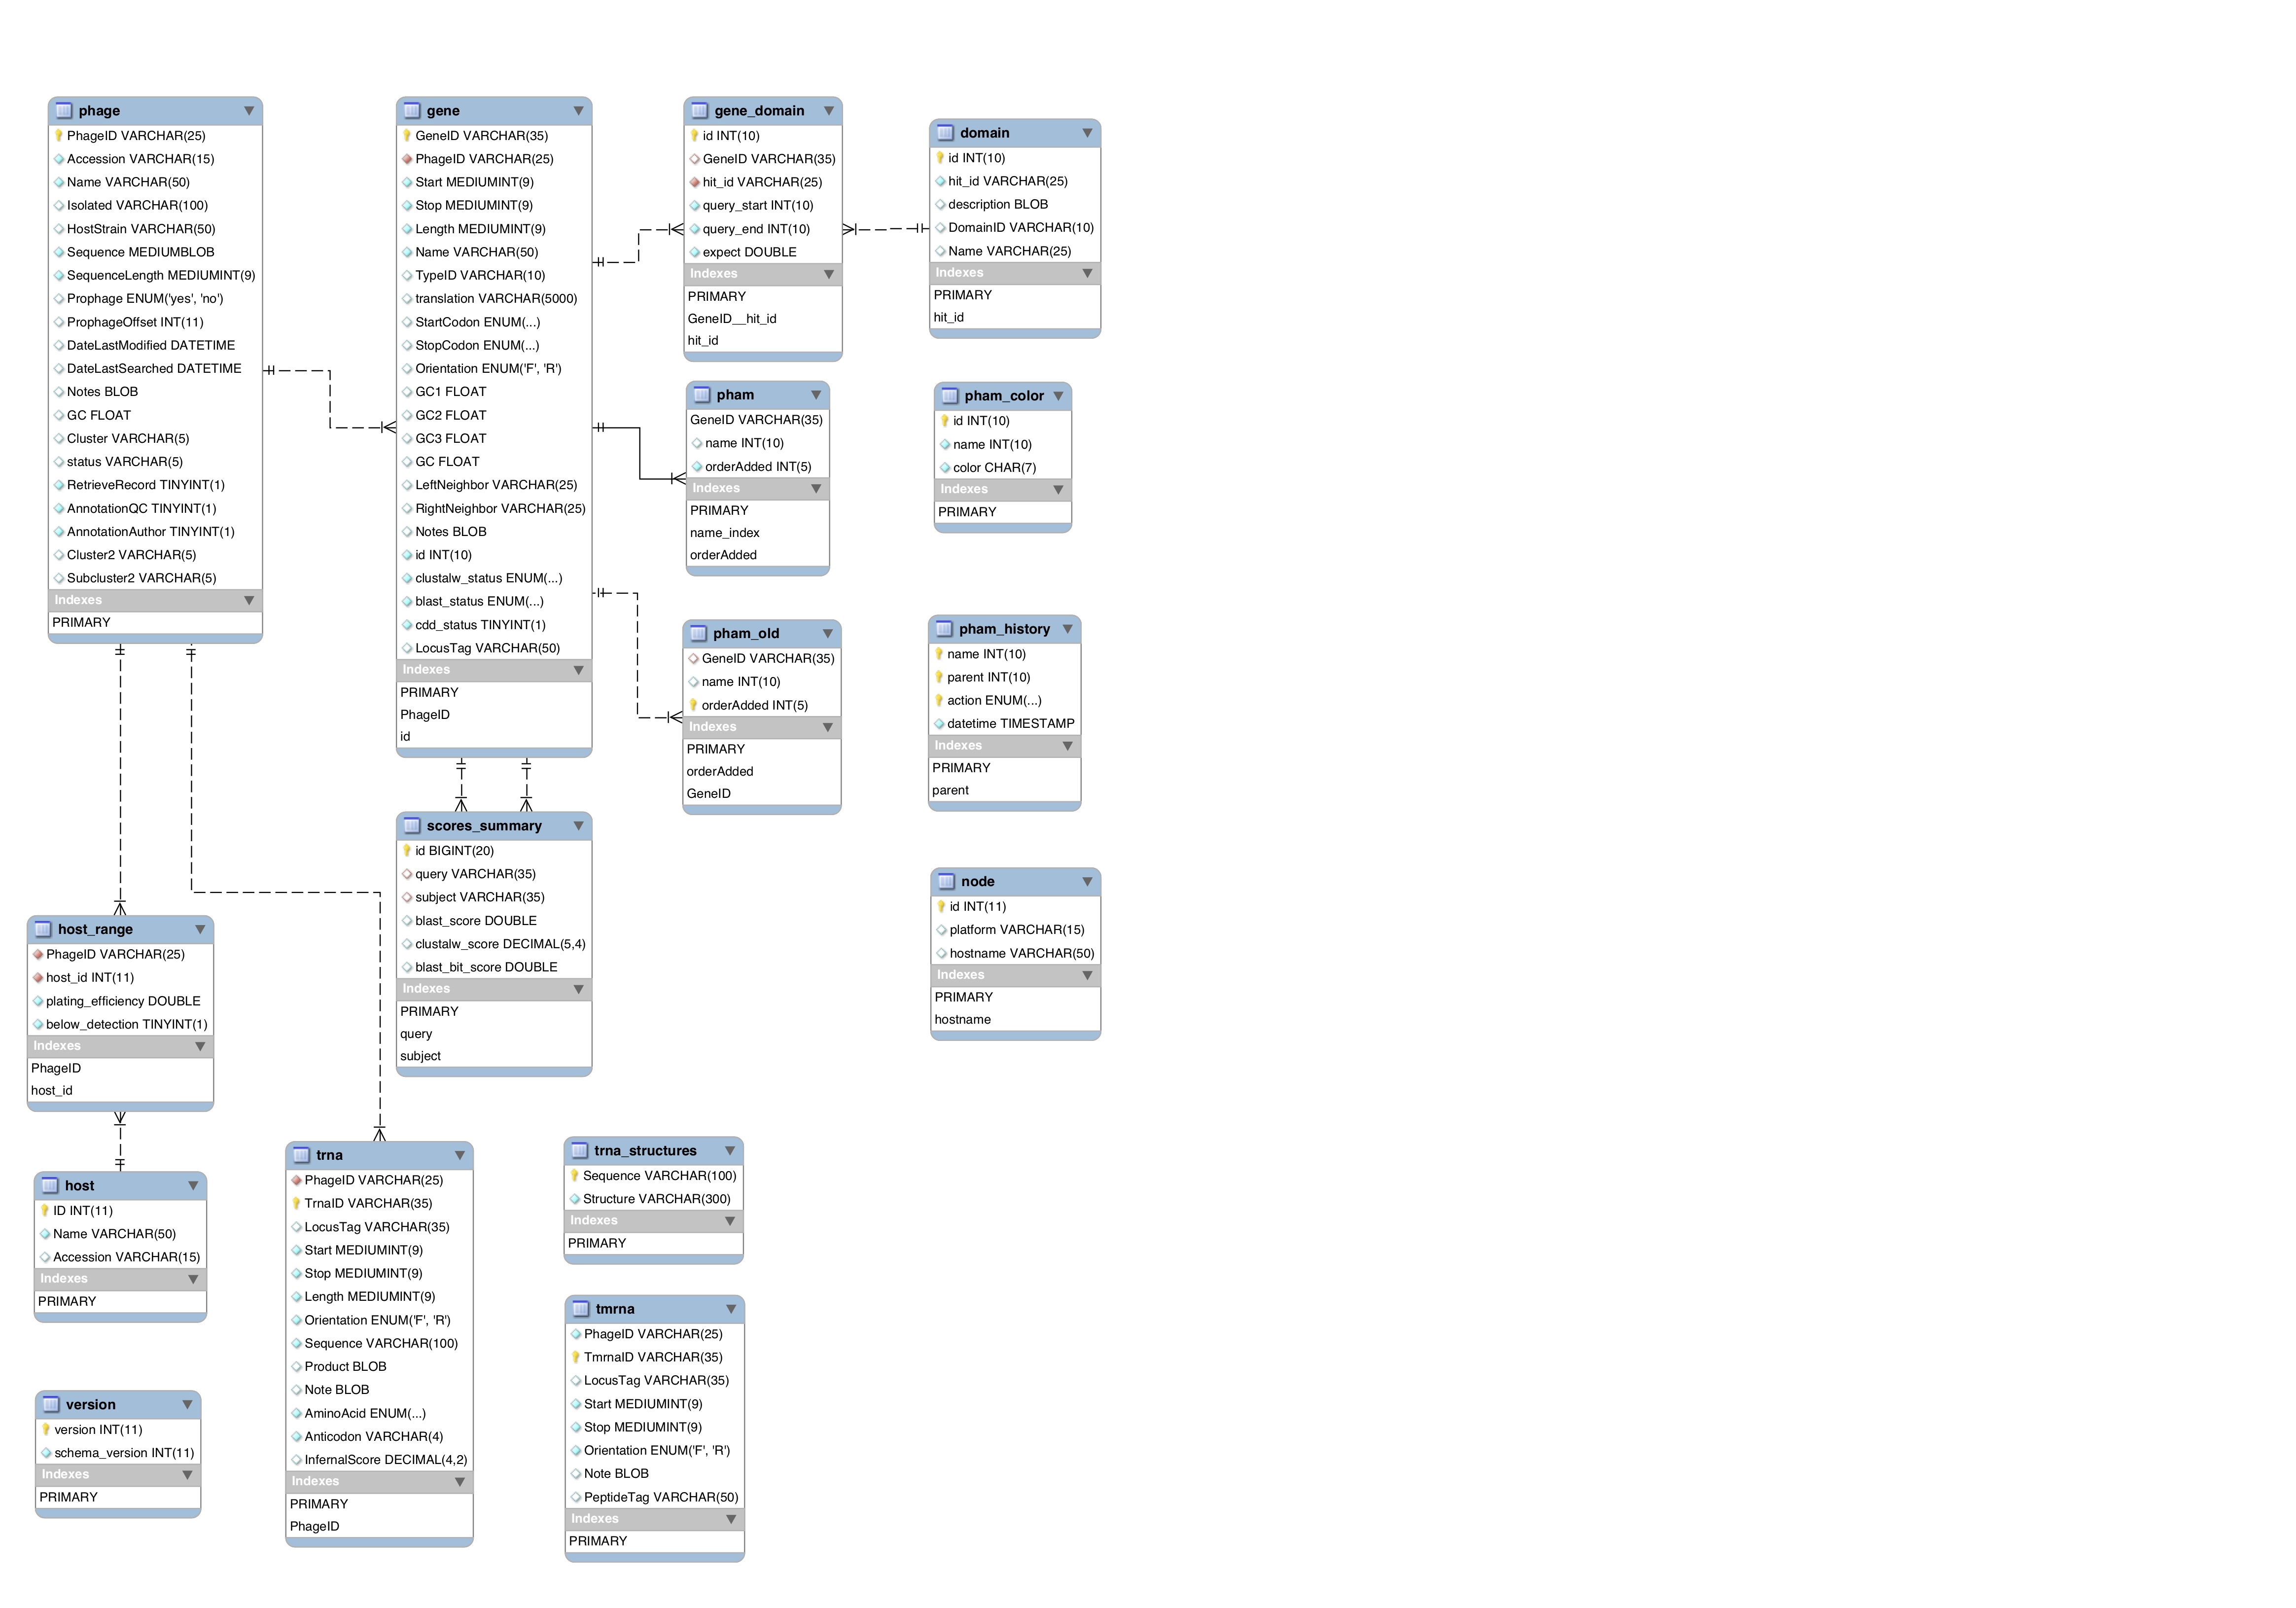 phage
PhageID VARCHAR(25)
Accession VARCHAR(15)
Name VARCHAR(50)
Isolated VARCHAR(100)
HostStrain VARCHAR(50)
Sequence MEDIUMBLOB
SequenceLength MEDIUMINT(9)
Prophage ENUM('yes', 'no')
ProphageOffset INT(11)
DateLastModified DATETIME
DateLastSearched DATETIME
Notes BLOB
GC FLOAT
Cluster VARCHAR(5)
status VARCHAR(5)
RetrieveRecord TINYINT(1)
AnnotationQC TINYINT(1)
AnnotationAuthor TINYINT(1)
Cluster2 VARCHAR(5)
Subcluster2 VARCHAR(5)
Indexes
PRIMARY
gene
GeneID VARCHAR(35)
PhageID VARCHAR(25)
Start MEDIUMINT(9)
Stop MEDIUMINT(9)
Length MEDIUMINT(9)
Name VARCHAR(50)
TypeID VARCHAR(10)
translation VARCHAR(5000)
StartCodon ENUM(...)
StopCodon ENUM(...)
Orientation ENUM('F', 'R')
GC1 FLOAT
GC2 FLOAT
GC3 FLOAT
GC FLOAT
LeftNeighbor VARCHAR(25)
RightNeighbor VARCHAR(25)
Notes BLOB
id INT(10)
clustalw_status ENUM(...)
blast_status ENUM(...)
cdd_status TINYINT(1)
LocusTag VARCHAR(50)
Indexes
PRIMARY
PhageID
id
gene_domain
id INT(10)
GeneID VARCHAR(35)
hit_id VARCHAR(25)
query_start INT(10)
query_end INT(10)
expect DOUBLE
Indexes
PRIMARY
GeneID__hit_id
hit_id
domain
id INT(10)
hit_id VARCHAR(25)
description BLOB
DomainID VARCHAR(10)
Name VARCHAR(25)
Indexes
PRIMARY
hit_id
pham
GeneID VARCHAR(35)
name INT(10)
orderAdded INT(5)
Indexes
PRIMARY
name_index
orderAdded
pham_color
id INT(10)
name INT(10)
color CHAR(7)
Indexes
PRIMARY
pham_old
GeneID VARCHAR(35)
name INT(10)
orderAdded INT(5)
Indexes
PRIMARY
orderAdded
GeneID
pham_history
name INT(10)
parent INT(10)
action ENUM(...)
datetime TIMESTAMP
Indexes
PRIMARY
parent
scores_summary
id BIGINT(20)
query VARCHAR(35)
subject VARCHAR(35)
blast_score DOUBLE
clustalw_score DECIMAL(5,4)
blast_bit_score DOUBLE
Indexes
PRIMARY
query
subject
node
id INT(11)
platform VARCHAR(15)
hostname VARCHAR(50)
Indexes
PRIMARY
hostname
host_range
PhageID VARCHAR(25)
host_id INT(11)
plating_efficiency DOUBLE
below_detection TINYINT(1)
Indexes
PhageID
host_id
host
ID INT(11)
Name VARCHAR(50)
Accession VARCHAR(15)
Indexes
PRIMARY
version
version INT(11)
schema_version INT(11)
Indexes
PRIMARY
trna
PhageID VARCHAR(25)
TrnaID VARCHAR(35)
LocusTag VARCHAR(35)
Start MEDIUMINT(9)
Stop MEDIUMINT(9)
Length MEDIUMINT(9)
Orientation ENUM('F', 'R')
Sequence VARCHAR(100)
Product BLOB
Note BLOB
AminoAcid ENUM(...)
Anticodon VARCHAR(4)
InfernalScore DECIMAL(4,2)
Indexes
PRIMARY
PhageID
trna_structures
Sequence VARCHAR(100)
Structure VARCHAR(300)
Indexes
PRIMARY
tmrna
PhageID VARCHAR(25)
TmrnaID VARCHAR(35)
LocusTag VARCHAR(35)
Start MEDIUMINT(9)
Stop MEDIUMINT(9)
Orientation ENUM('F', 'R')
Note BLOB
PeptideTag VARCHAR(50)
Indexes
PRIMARY